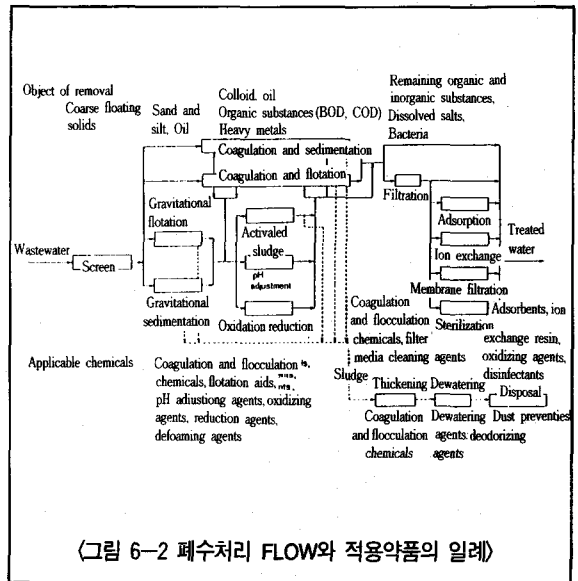 Object of removal
Coarse floating
solids
Sand and
silt, Oil
Colloid. oil
Organic substances (BOD, COD)
Heavy metals
Remaining organic and
inorganic substances,
Dissolved salts,
Bacteria
Coagulation and sedimentation
Coagulation and flotation
Filtration
Gravitational
flotation
Activaled
sludge
Adsorption
Treated
water
Wastewater
Screen
pH
adjustment
Ion exchange
Membrane filtration
Gravitational
sedimentation
Oxidation reduction
Sterilization
Coagulation
and flocculation
chemicals, filter
media cleaning agents
Adsorbents, ion
exchange resin,
oxidizing agents,
disinfectants
Applicable chemicals
Coagulation and flocculation
chemicals, flotation aids,
pH adiustiong agents, oxidizing
agents, reduction agents,
defoaming agents
Sludge
Thickening
Dewatering
Disposal
Coagulation
and flocculation
chemicals
Dewatering
agents
Dust preventies
agents: deodorizing
〈그림 6-2 폐수처리 FLOW와 적용약품의 일례〉